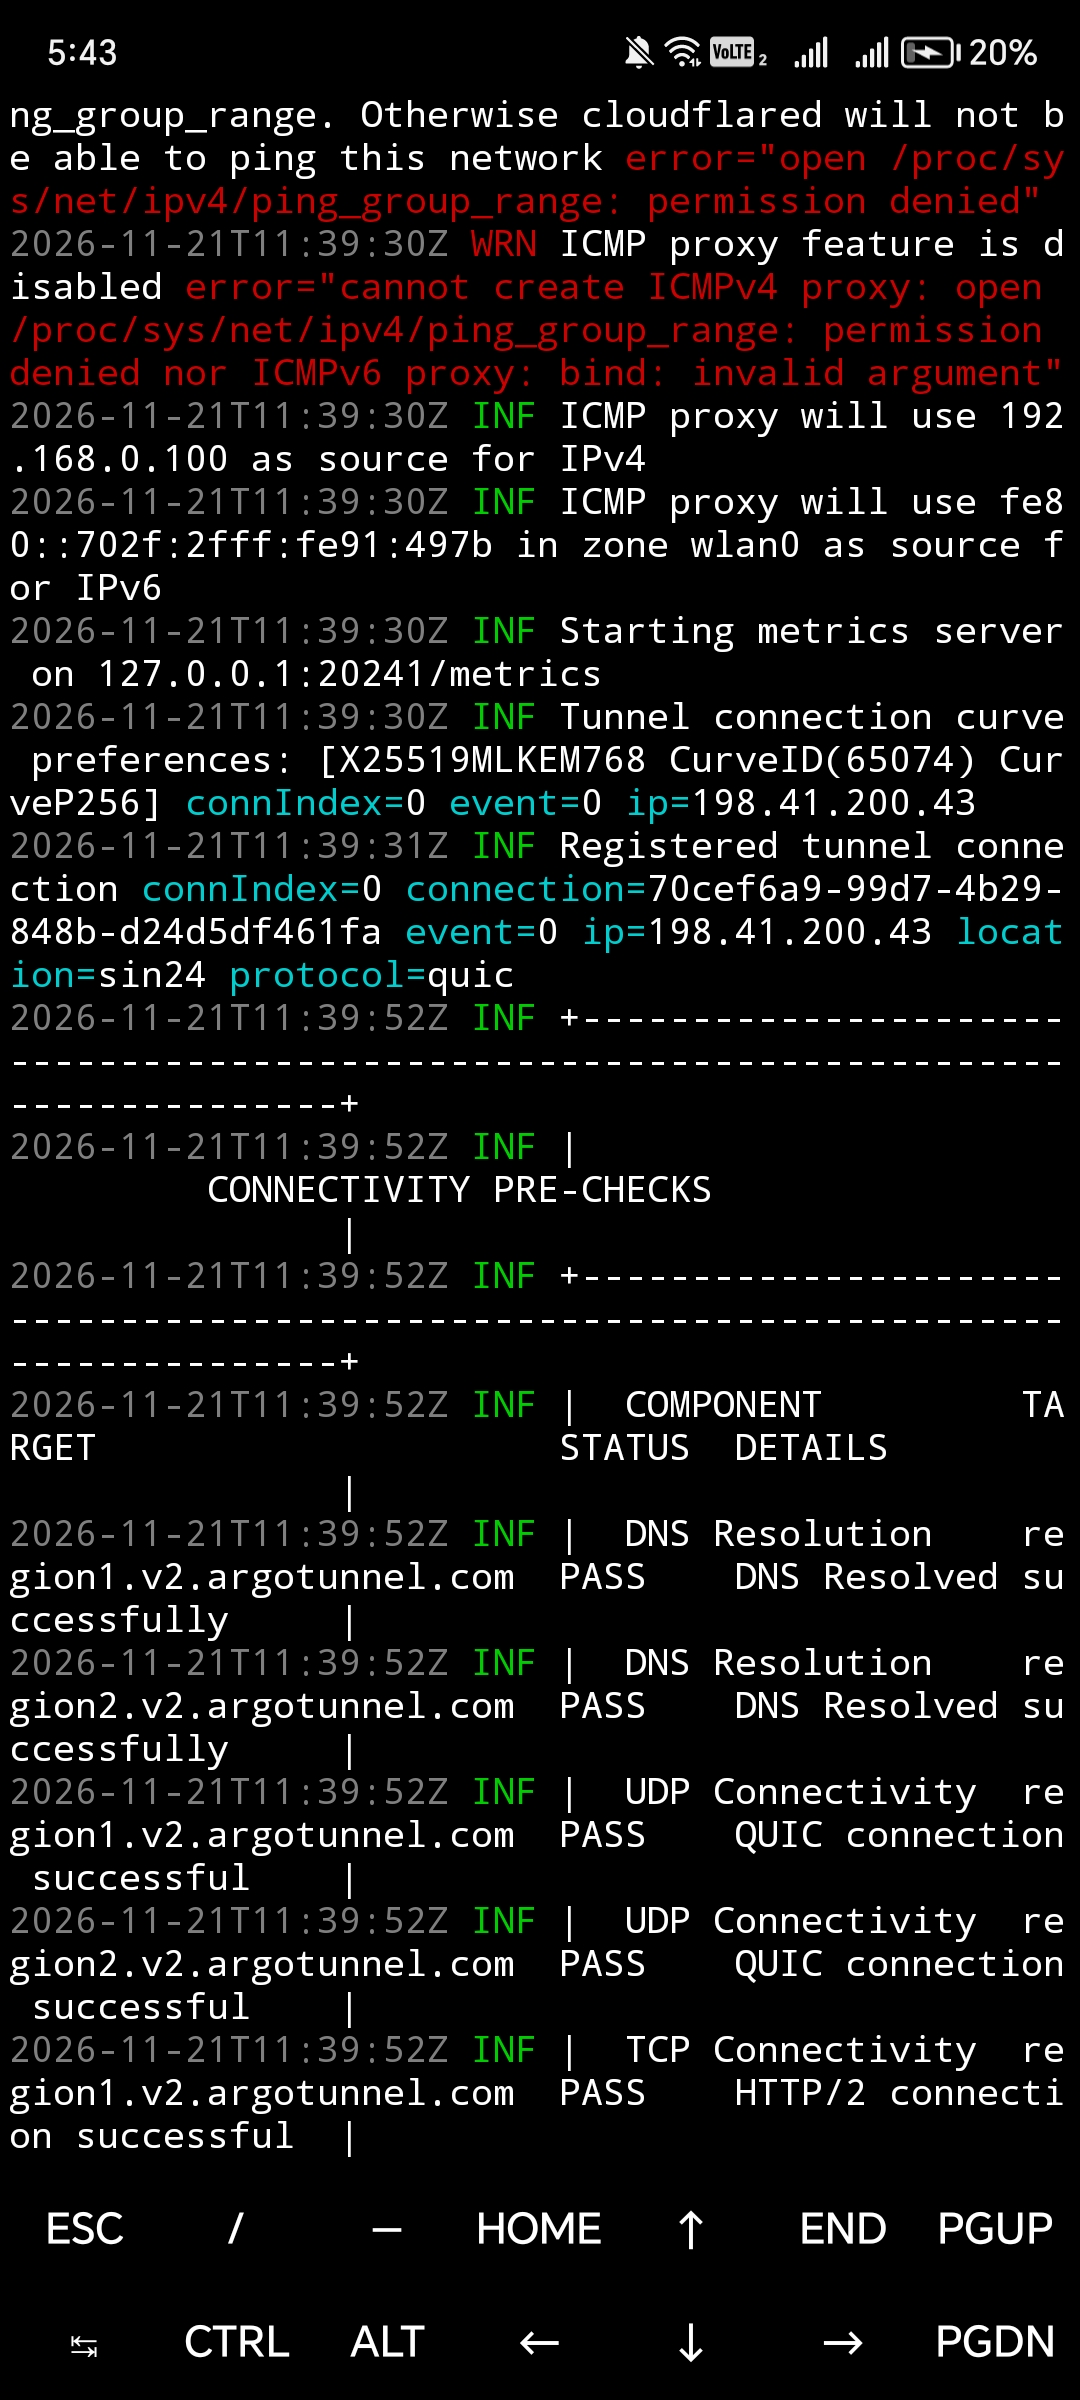 5:43 VoLTE 2 20%
ng_group_range. Otherwise cloudflared will not b
e able to ping this network error="open /proc/sy
s/net/ipv4/ping_group_range: permission denied"
2026-11-21T11:39:30Z WRN ICMP proxy feature is d
isabled error="cannot create ICMPv4 proxy: open
/proc/sys/net/ipv4/ping_group_range: permission
denied nor ICMPv6 proxy: bind: invalid argument"
2026-11-21T11:39:30Z INF ICMP proxy will use 192
.168.0.100 as source for IPv4
2026-11-21T11:39:30Z INF ICMP proxy will use fe8
0::702f:2fff:fe91:497b in zone wlan0 as source f
or IPv6
2026-11-21T11:39:30Z INF Starting metrics server
 on 127.0.0.1:20241/metrics
2026-11-21T11:39:30Z INF Tunnel connection curve
 preferences: [X25519MLKEM768 CurveID(65074) Cur
veP256] connIndex=0 event=0 ip=198.41.200.43
2026-11-21T11:39:31Z INF Registered tunnel conne
ction connIndex=0 connection=70cef6a9-99d7-4b29-
848b-d24d5df461fa event=0 ip=198.41.200.43 locat
ion=sin24 protocol=quic
2026-11-21T11:39:52Z INF +----------------------
------------------------------------------------
---------------+
2026-11-21T11:39:52Z INF |
         CONNECTIVITY PRE-CHECKS
               |
2026-11-21T11:39:52Z INF +----------------------
------------------------------------------------
---------------+
2026-11-21T11:39:52Z INF |  COMPONENT         TA
RGET                     STATUS  DETAILS
               |
2026-11-21T11:39:52Z INF |  DNS Resolution    re
gion1.v2.argotunnel.com  PASS    DNS Resolved su
ccessfully     |
2026-11-21T11:39:52Z INF |  DNS Resolution    re
gion2.v2.argotunnel.com  PASS    DNS Resolved su
ccessfully     |
2026-11-21T11:39:52Z INF |  UDP Connectivity  re
gion1.v2.argotunnel.com  PASS    QUIC connection
 successful    |
2026-11-21T11:39:52Z INF |  UDP Connectivity  re
gion2.v2.argotunnel.com  PASS    QUIC connection
 successful    |
2026-11-21T11:39:52Z INF |  TCP Connectivity  re
gion1.v2.argotunnel.com  PASS    HTTP/2 connecti
on successful  |
ESC / — HOME ↑ END PGUP
↹ CTRL ALT ← ↓ → PGDN